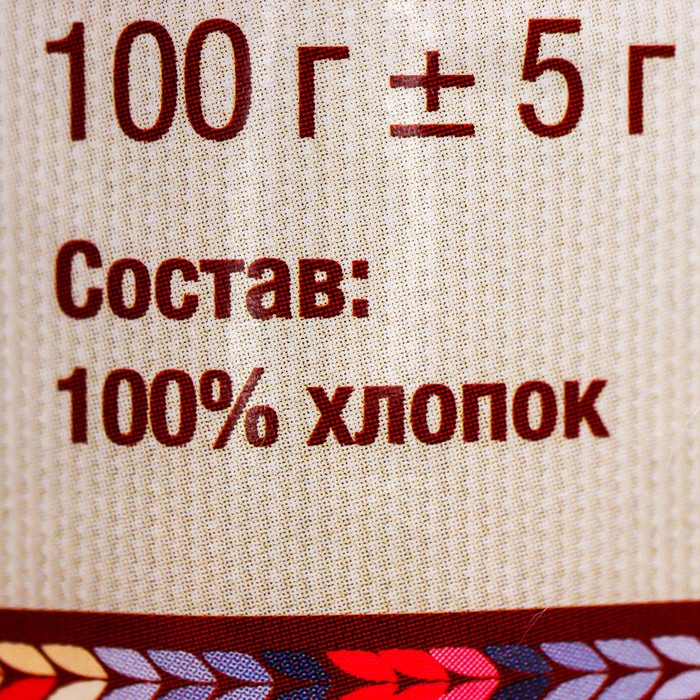 100 г ± 5 г
Состав:
100% хлопок